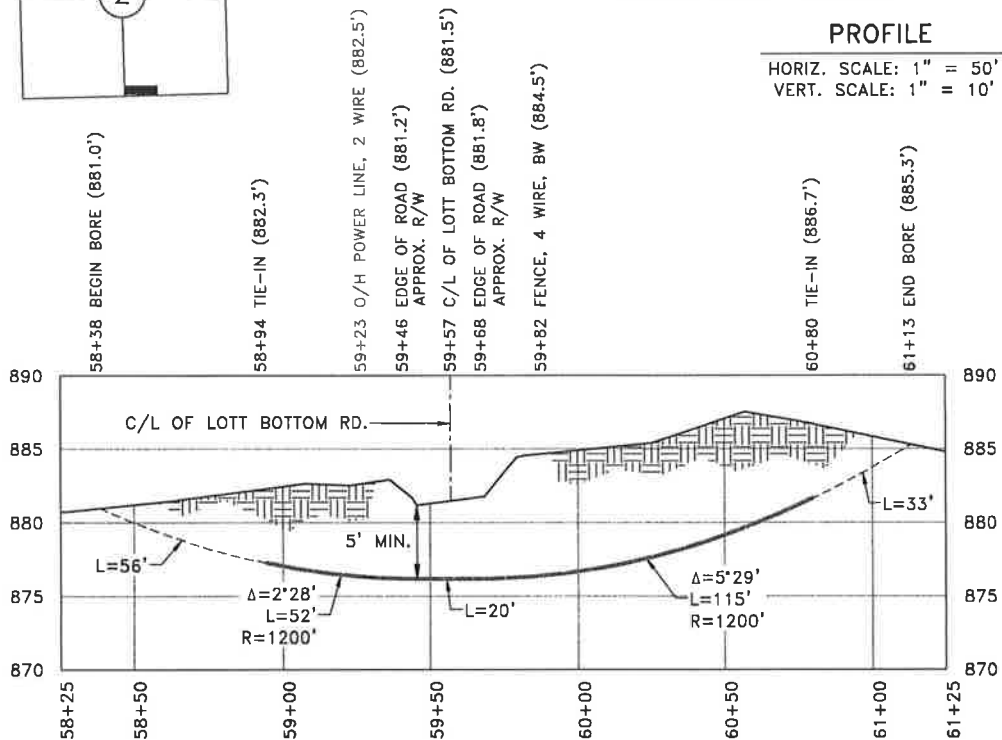 2
PROFILE
HORIZ. SCALE: 1" = 50'
VERT. SCALE: 1" = 10'
58+38 BEGIN BORE (881.0')
58+94 TIE-IN (882.3')
59+23 O/H POWER LINE, 2 WIRE (882.5')
59+46 EDGE OF ROAD (881.2')
APPROX. R/W
59+57 C/L OF LOTT BOTTOM RD. (881.5')
59+68 EDGE OF ROAD (881.8')
APPROX. R/W
59+82 FENCE, 4 WIRE, BW (884.5')
60+80 TIE-IN (886.7')
61+13 END BORE (885.3')
890
890
C/L OF LOTT BOTTOM RD.
885
885
880
880
L=33'
5' MIN.
L=56'
875
875
Δ=2°28'
L=52'
R=1200'
L=20'
Δ=5°29'
L=115'
R=1200'
870
870
58+25
58+50
59+00
59+50
60+00
60+50
61+00
61+25